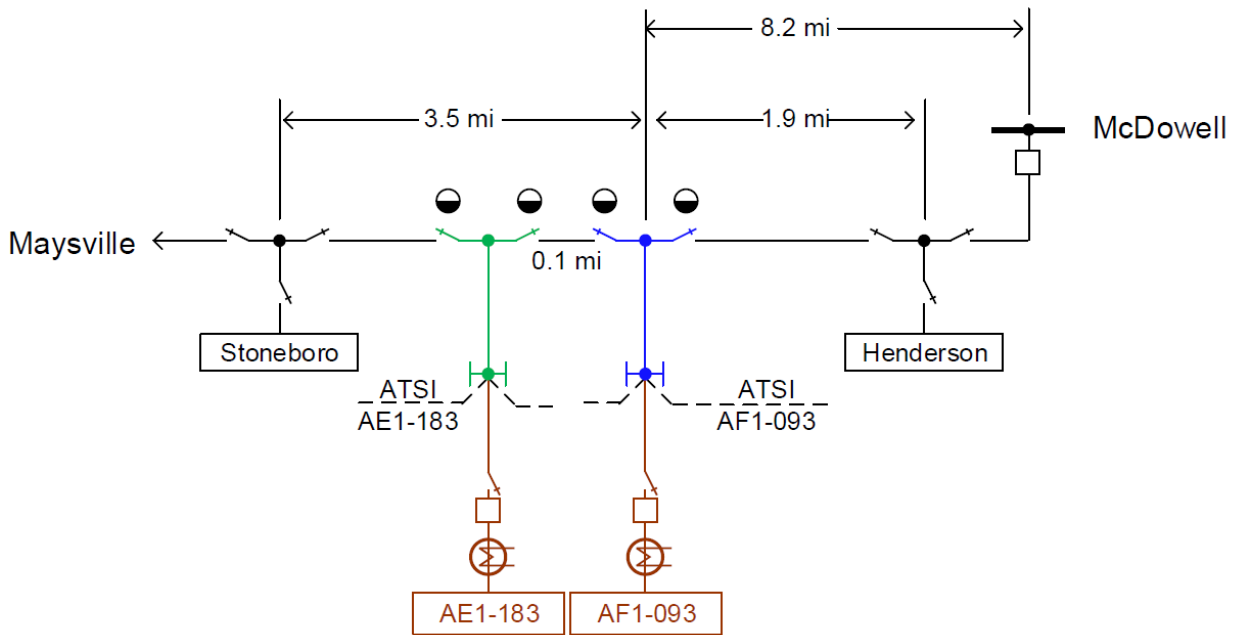 8.2 mi
3.5 mi
1.9 mi
McDowell
Maysville
0.1 mi
Stoneboro
Henderson
ATSI
AE1-183
ATSI
AF1-093
AE1-183
AF1-093